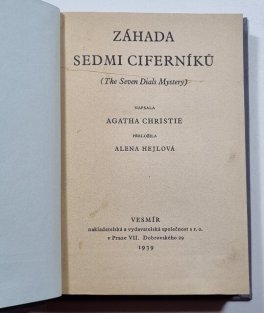 ZÁHADA
SEDMI CIFERNÍKŮ
(The Seven Dials Mystery)
NAPSALA
AGATHA CHRISTIE
PŘELOŽILA
ALENA HEJLOVÁ
VESMÍR
nakladatelská a vydavatelská společnost s r. o.
v Praze VII. Dobrovského 29
1939